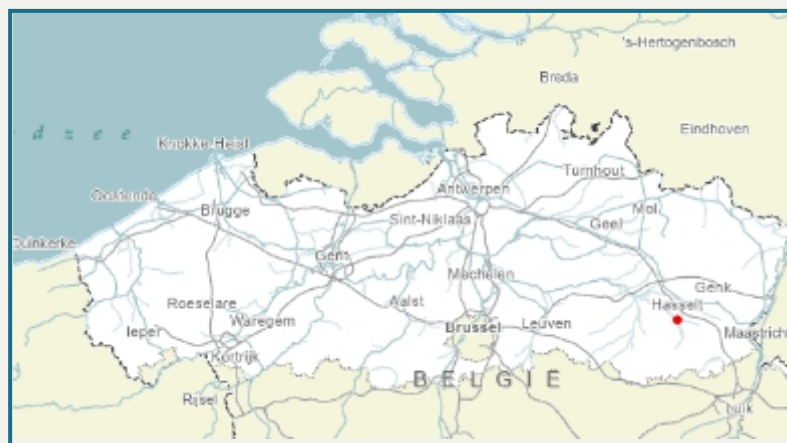 's-Hertogenbosch
Breda
d z e e
Eindhoven
Knokke-Heist
Turnhout
Antwerpen
Oostende
Mol
Brugge
Sint-Niklaas
Geel
Duinkerke
Gent
Mechelen
Genk
Roeselare
Aalst
Hasselt
Ieper
Waregem
Brussel
Leuven
Maastrich
Kortrijk
BELGIË
Rijsel
Luik